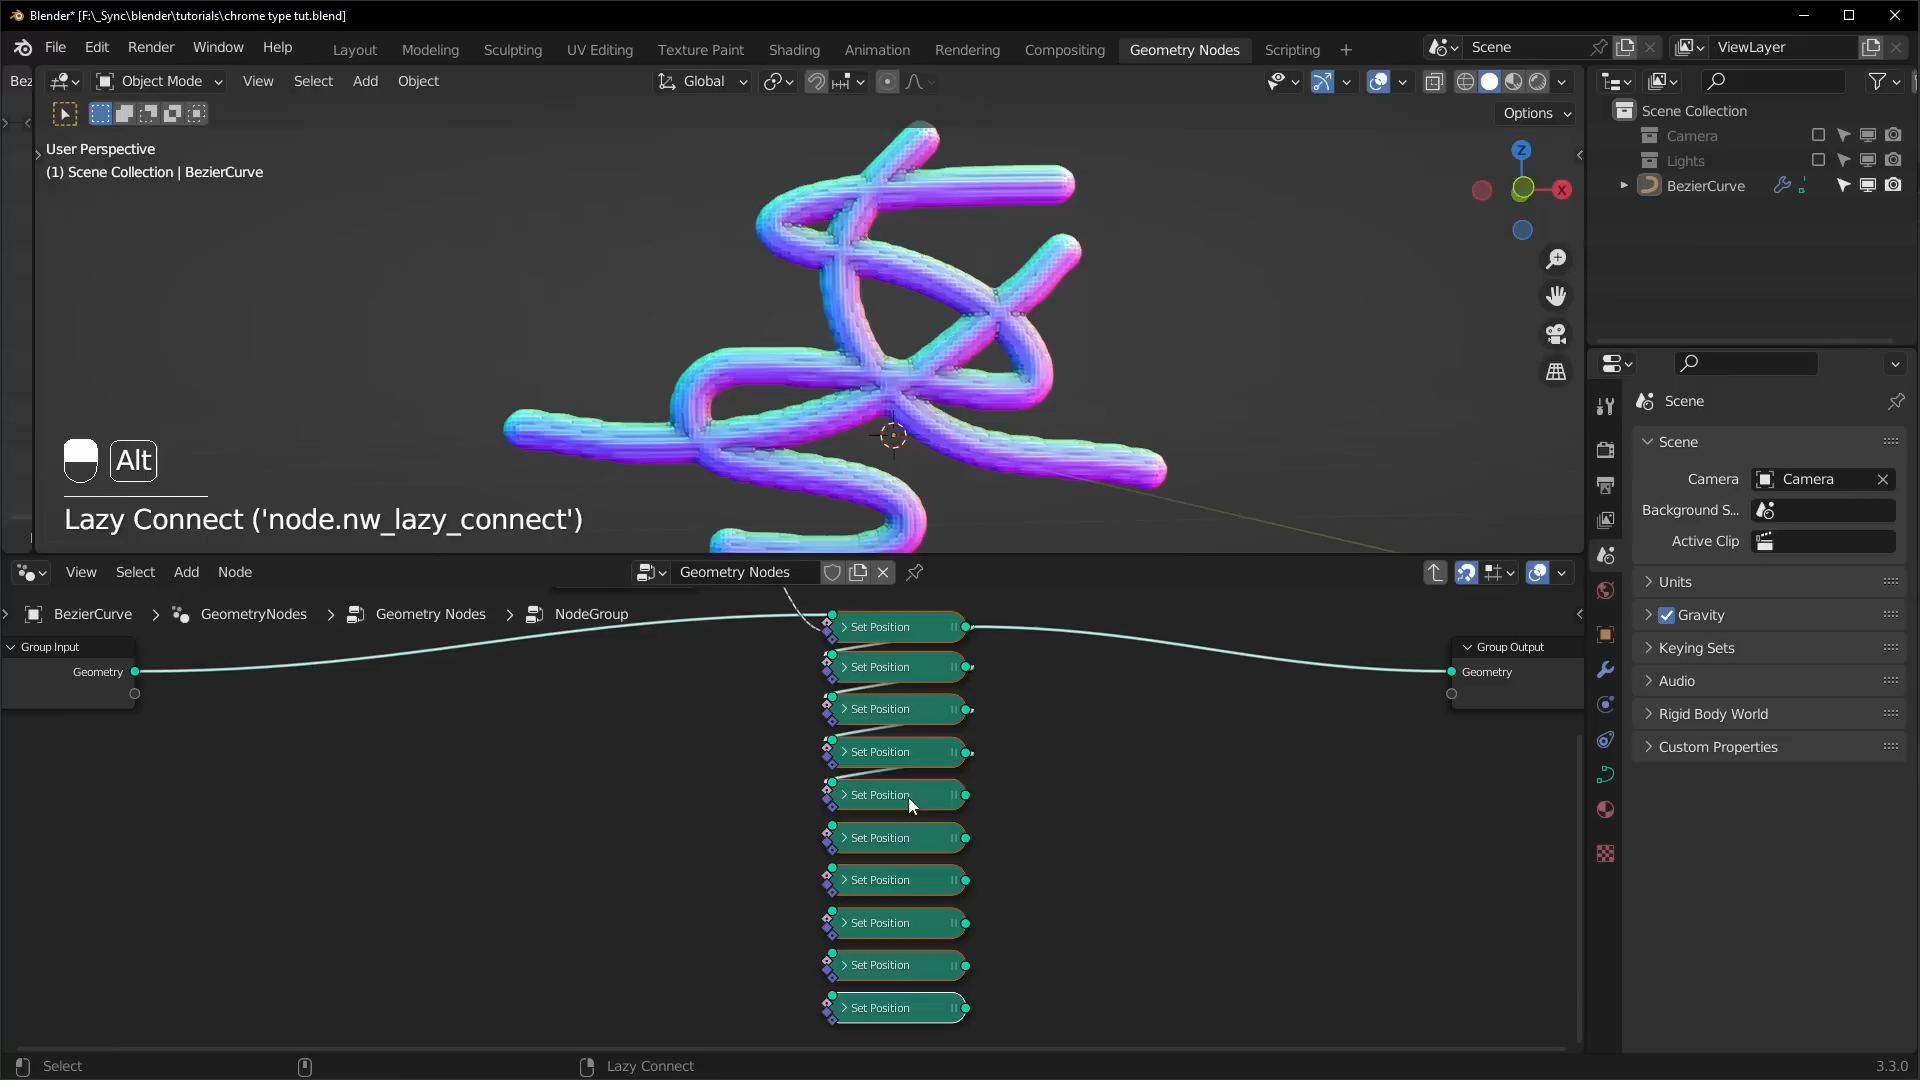 Blender* [F:\_Sync\blender\tutorials\chrome type tut.blend]
File Edit Render Window Help Layout Modeling Sculpting UV Editing Texture Paint Shading Animation Rendering Compositing Geometry Nodes Scripting + Scene ViewLayer
Bez Object Mode View Select Add Object Global
Options
User Perspective
(1) Scene Collection | BezierCurve
Z
X
Scene Collection
Camera
Lights
BezierCurve
Alt
Lazy Connect ('node.nw_lazy_connect')
View Select Add Node Geometry Nodes
BezierCurve > GeometryNodes > Geometry Nodes > NodeGroup
Group Input
Geometry
Set Position
Set Position
Set Position
Set Position
Set Position
Set Position
Set Position
Set Position
Set Position
Set Position
Group Output
Geometry
Scene
Scene
Camera Camera
Background S...
Active Clip
Units
Gravity
Keying Sets
Audio
Rigid Body World
Custom Properties
Select Lazy Connect 3.3.0